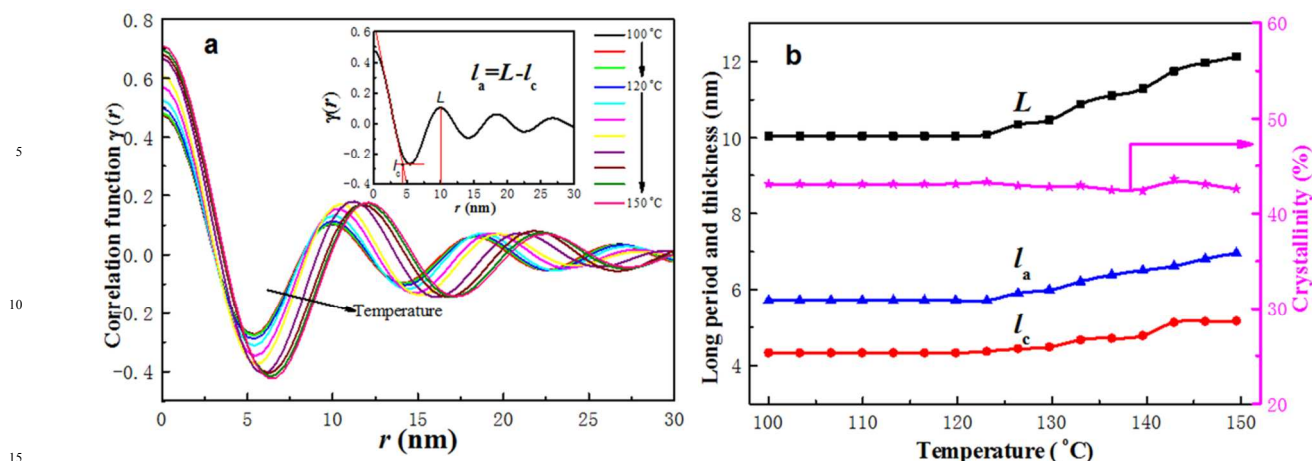 5
10
15
a
Correlation function γ (r)
0.8
0.6
0.4
0.2
0.0
-0.2
-0.4
0 5 10 15 20 25 30
r (nm)
Temperature
γ(r)
0.6
0.4
0.2
0.0
-0.2
-0.4
0 5 10 15 20 25 30
r (nm)
L
l_c
l_a=L-l_c
100°C
120°C
150°C
b
Long period and thickness (nm)
12
10
8
6
4
100 110 120 130 140 150
Temperature ( °C)
L
l_a
l_c
60
50
40
30
20
Crystallinity (%)